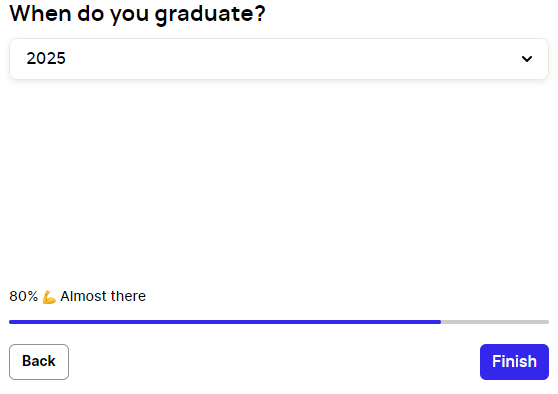 When do you graduate?
2025
80% 💪 Almost there
Back
Finish